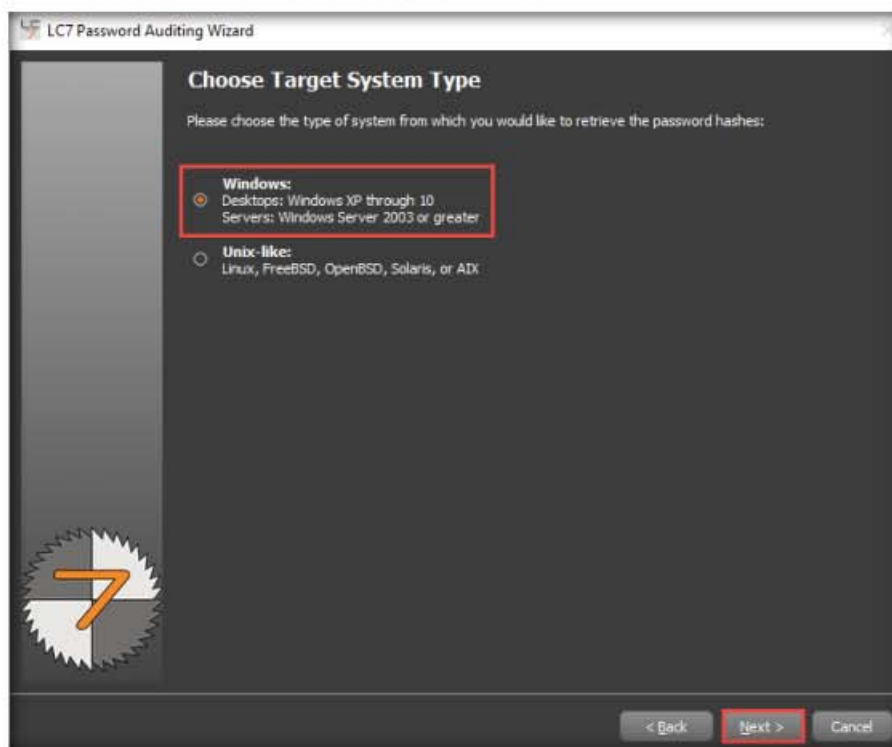 LC7 Password Auditing Wizard
Choose Target System Type
Please choose the type of system from which you would like to retrieve the password hashes:
Windows:
Desktops: Windows XP through 10
Servers: Windows Server 2003 or greater
Unix-like:
Linux, FreeBSD, OpenBSD, Solaris, or AIX
7
< Back Next > Cancel